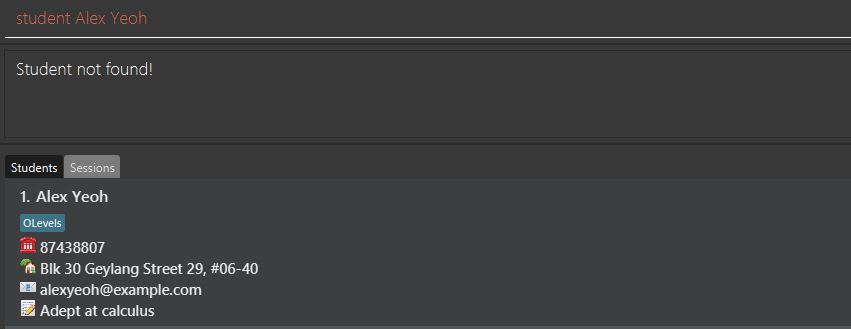 student Alex Yeoh
Student not found!
Students Sessions
1. Alex Yeoh
OLevels
87438807
Blk 30 Geylang Street 29, #06-40
alexyeoh@example.com
Adept at calculus